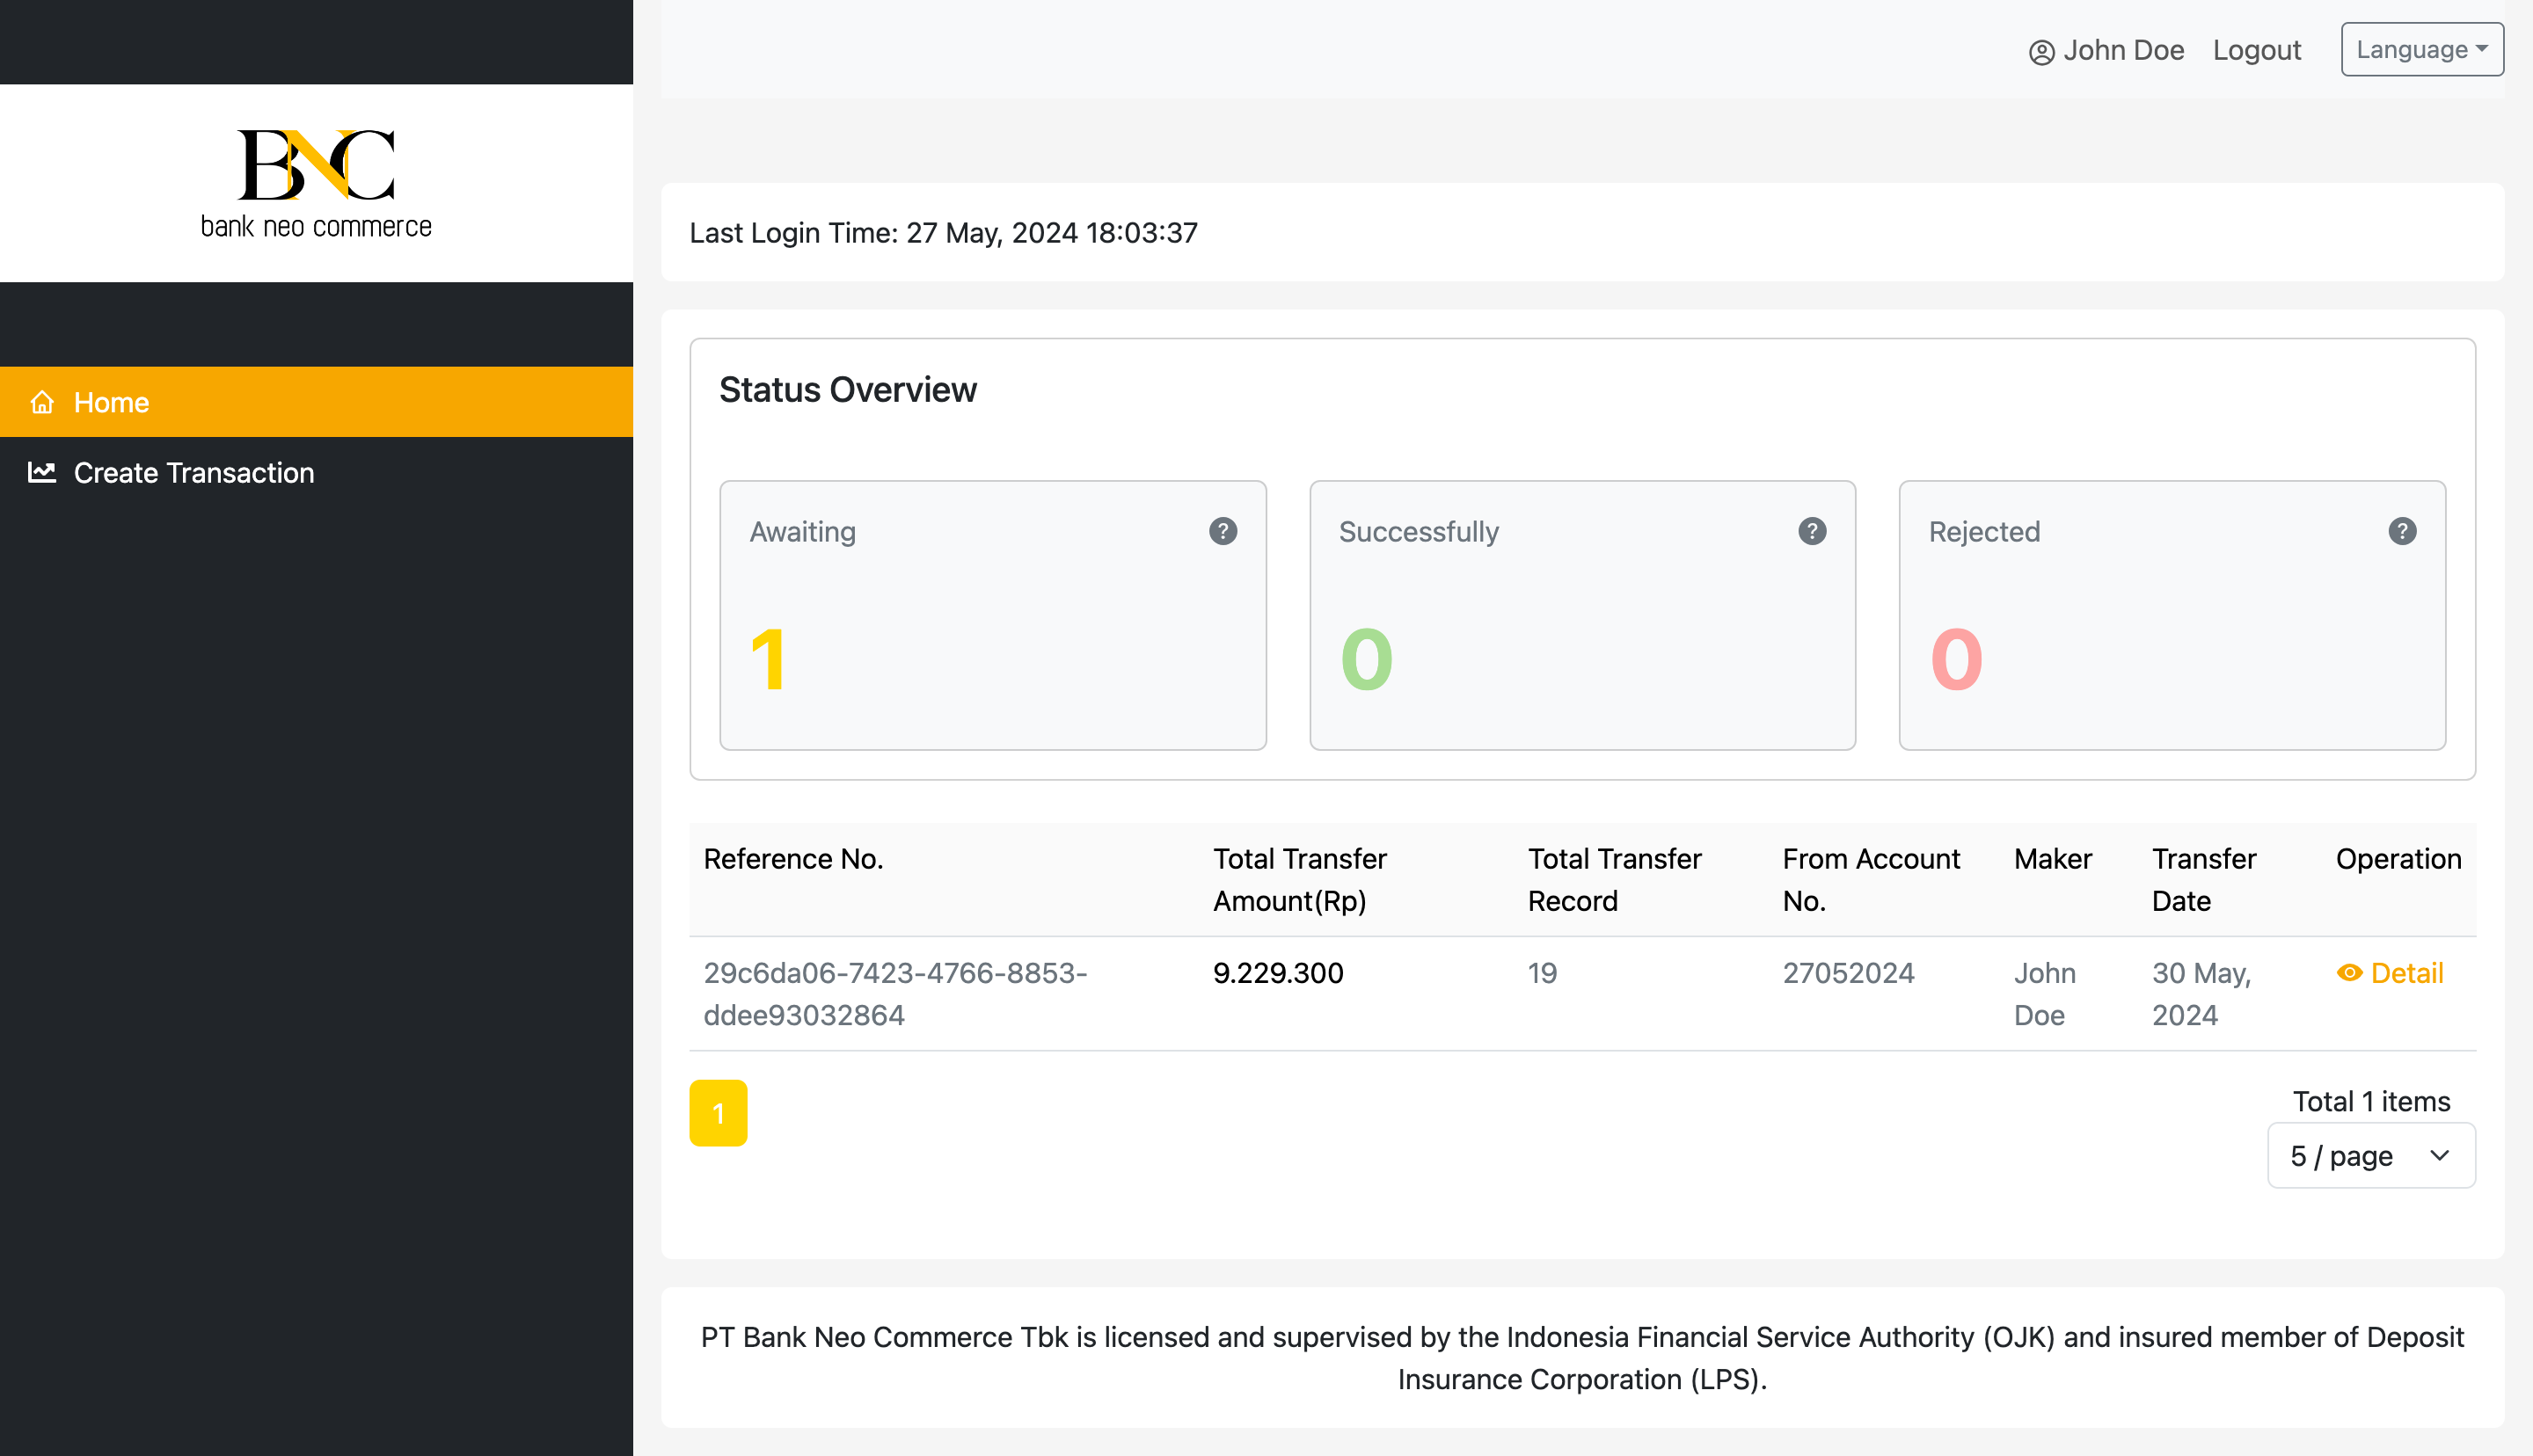 John Doe
Logout
Language
BNC
bank neo commerce
Last Login Time: 27 May, 2024 18:03:37
Home
Create Transaction
Status Overview
Awaiting ?
Successfully ?
Rejected ?
1
0
0
Reference No.
Total Transfer
Amount(Rp)
Total Transfer
Record
From Account
No.
Maker
Transfer
Date
Operation
29c6da06-7423-4766-8853-
ddee93032864
9.229.300
19
27052024
John
Doe
30 May,
2024
Detail
1
Total 1 items
5 / page
PT Bank Neo Commerce Tbk is licensed and supervised by the Indonesia Financial Service Authority (OJK) and insured member of Deposit
Insurance Corporation (LPS).